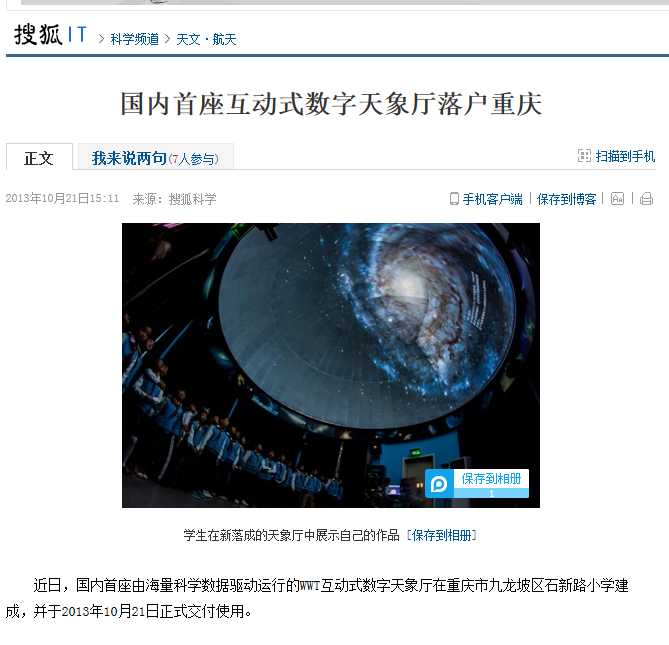 搜狐 IT > 科学频道 > 天文·航天
国内首座互动式数字天象厅落户重庆
正文 我来说两句(7人参与) 扫描到手机
2013年10月21日15:11 来源：搜狐科学 手机客户端 保存到博客
保存到相册
1
学生在新落成的天象厅中展示自己的作品 [保存到相册]
近日，国内首座由海量科学数据驱动运行的WWT互动式数字天象厅在重庆市九龙坡区石新路小学建
成，并于2013年10月21日正式交付使用。